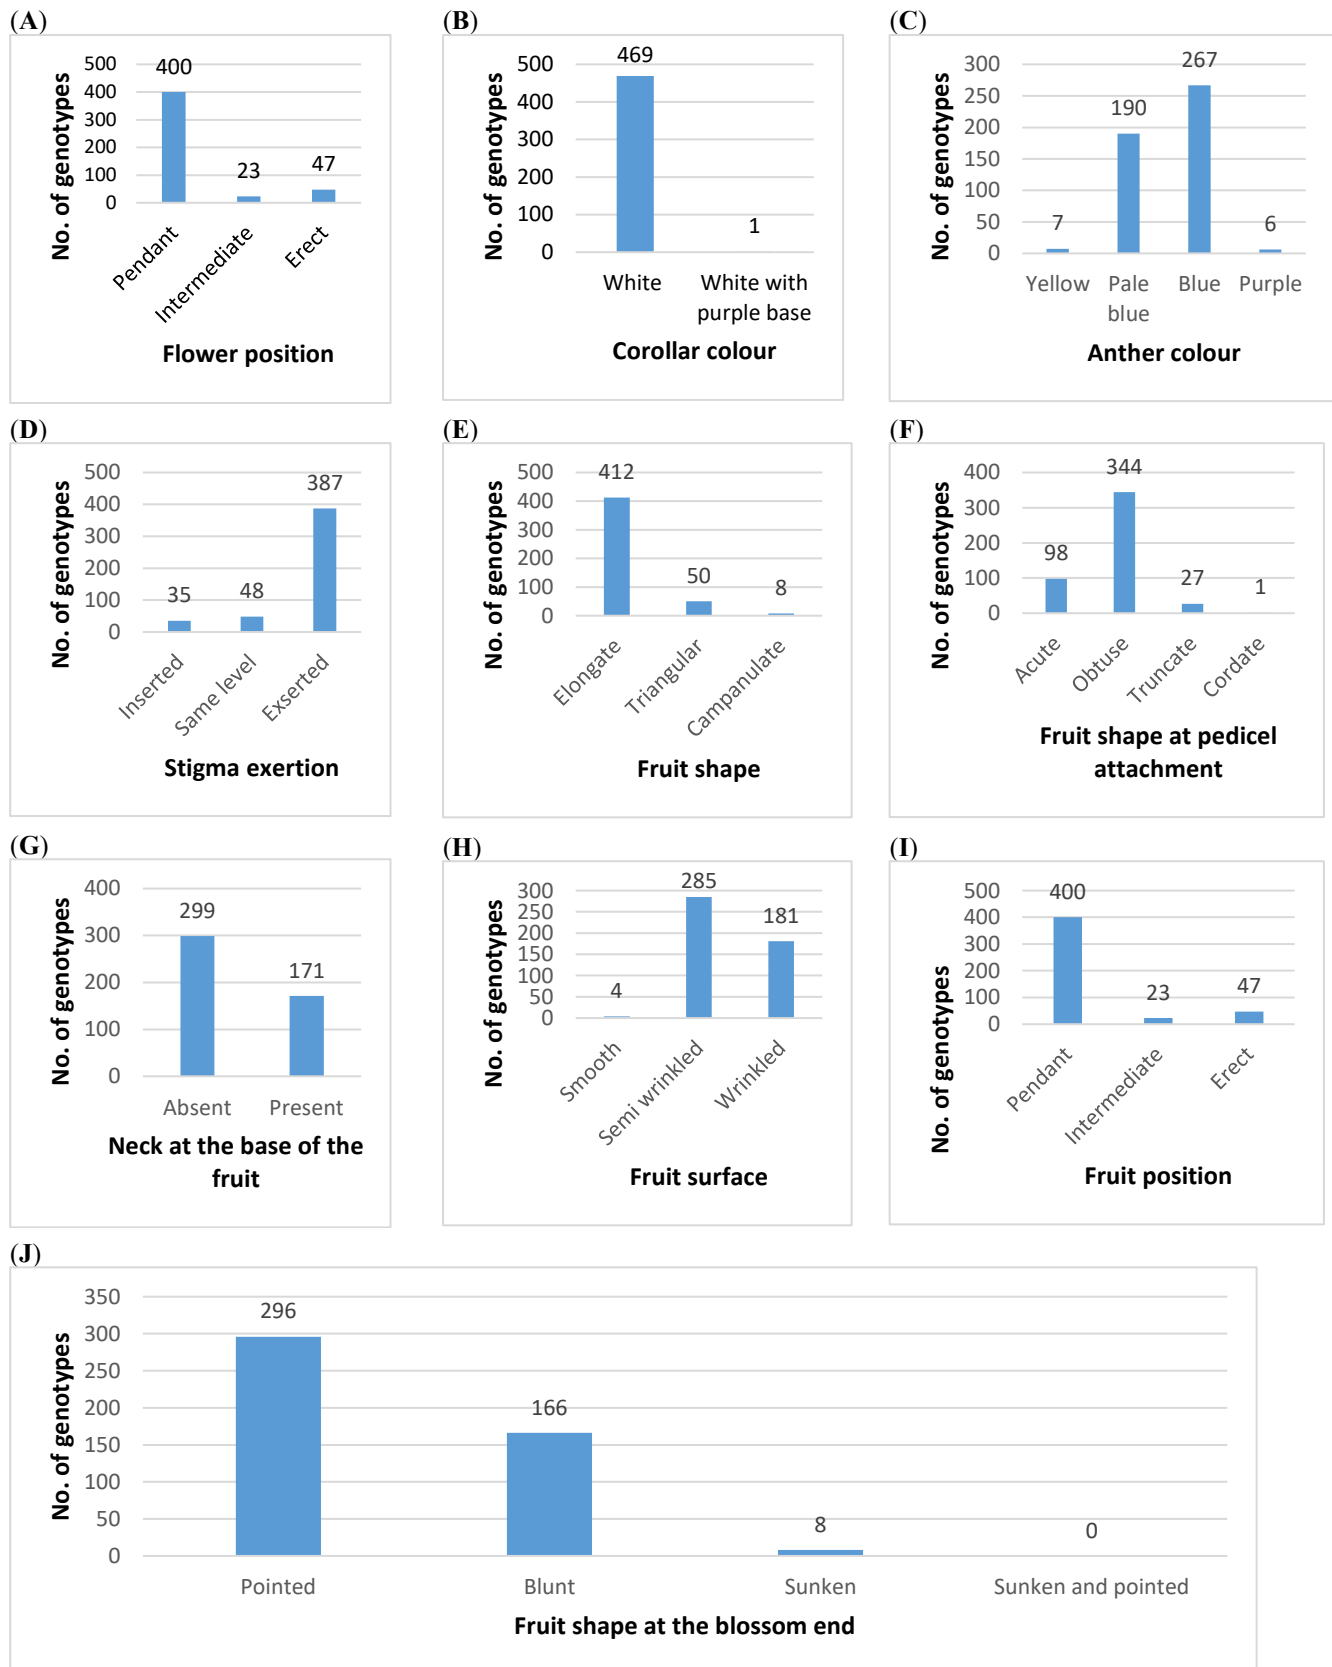 (A)
No. of genotypes
500
400
300
200
100
0
400
23
47
Pendant
Intermediate
Erect
Flower position
(B)
No. of genotypes
500
400
300
200
100
0
469
1
White
White with
purple base
Corollar colour
(C)
No. of genotypes
300
250
200
150
100
50
0
7
190
267
6
Yellow
Pale
blue
Blue
Purple
Anther colour
(D)
No. of genotypes
500
400
300
200
100
0
35
48
387
Inserted
Same level
Exserted
Stigma exertion
(E)
No. of genotypes
500
400
300
200
100
0
412
50
8
Elongate
Triangular
Campanulate
Fruit shape
(F)
No. of genotypes
400
300
200
100
0
98
344
27
1
Acute
Obtuse
Truncate
Cordate
Fruit shape at pedicel
attachment
(G)
No. of genotypes
400
300
200
100
0
299
171
Absent
Present
Neck at the base of the
fruit
(H)
No. of genotypes
300
250
200
150
100
50
0
4
285
181
Smooth
Semi wrinkled
Wrinkled
Fruit surface
(I)
No. of genotypes
500
400
300
200
100
0
400
23
47
Pendant
Intermediate
Erect
Fruit position
(J)
No. of genotypes
350
300
250
200
150
100
50
0
296
166
8
0
Pointed
Blunt
Sunken
Sunken and pointed
Fruit shape at the blossom end